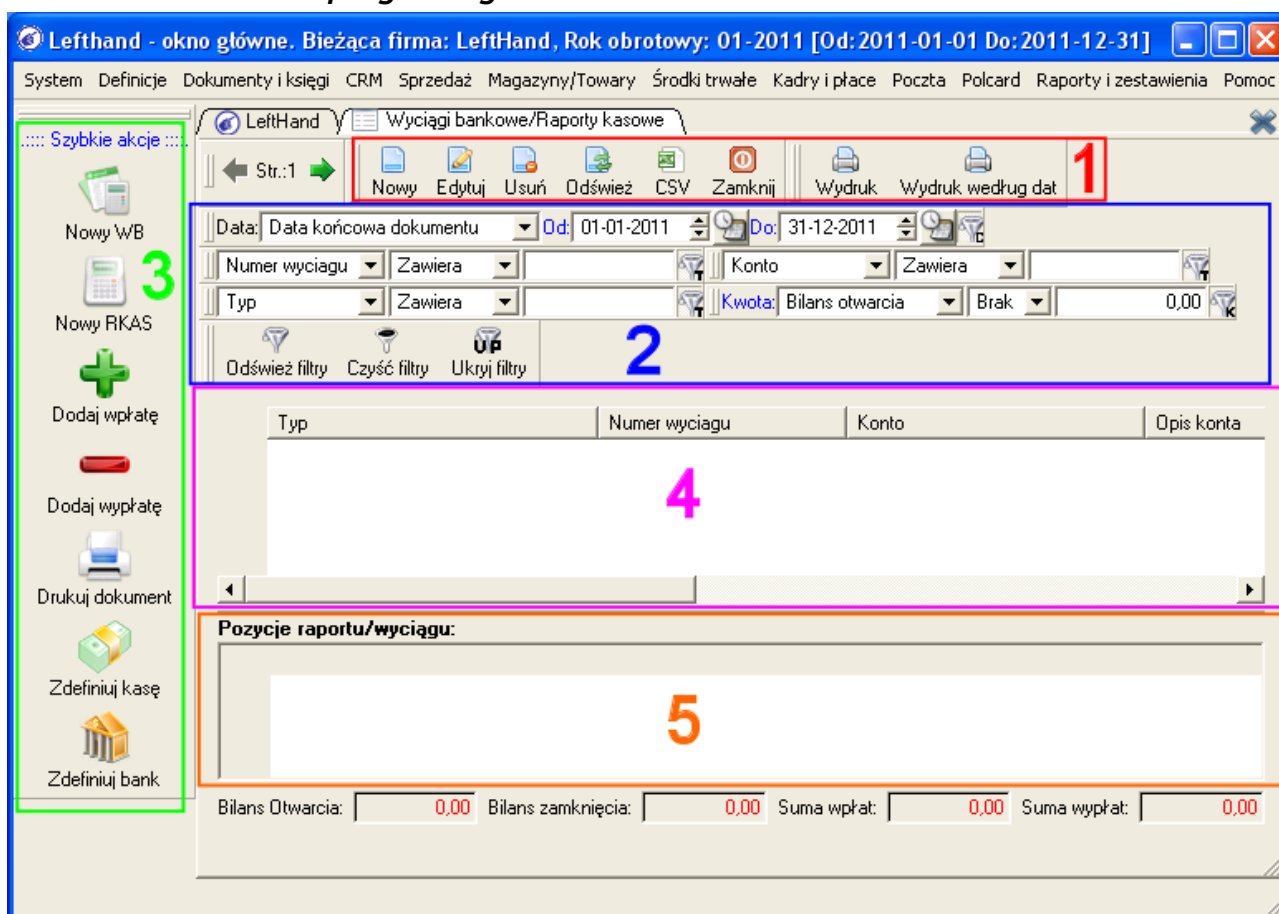 Lefthand - okno główne. Bieżąca firma: LeftHand, Rok obrotowy: 01-2011 [Od:2011-01-01 Do:2011-12-31]
System Definicje Dokumenty i księgi CRM Sprzedaż Magazyny/Towary Środki trwałe Kadry i płace Poczta Polcard Raporty i zestawienia Pomoc
LeftHand Wyciągi bankowe/Raporty kasowe
::::: Szybkie akcje :::::
Nowy WB
Nowy RKAS
3
Dodaj wpłatę
Dodaj wypłatę
Drukuj dokument
Zdefiniuj kasę
Zdefiniuj bank
Str.:1 Nowy Edytuj Usuń Odśwież CSV Zamknij Wydruk Wydruk według dat 1
Data: Data końcowa dokumentu Od: 01-01-2011 Do: 31-12-2011 C
Numer wyciagu Zawiera T Konto Zawiera T
Typ Zawiera T Kwota: Bilans otwarcia Brak 0,00 K
UP
Odśwież filtry Czyść filtry Ukryj filtry 2
Typ Numer wyciagu Konto Opis konta
4
Pozycje raportu/wyciągu:
5
Bilans Otwarcia: 0,00 Bilans zamknięcia: 0,00 Suma wpłat: 0,00 Suma wypłat: 0,00